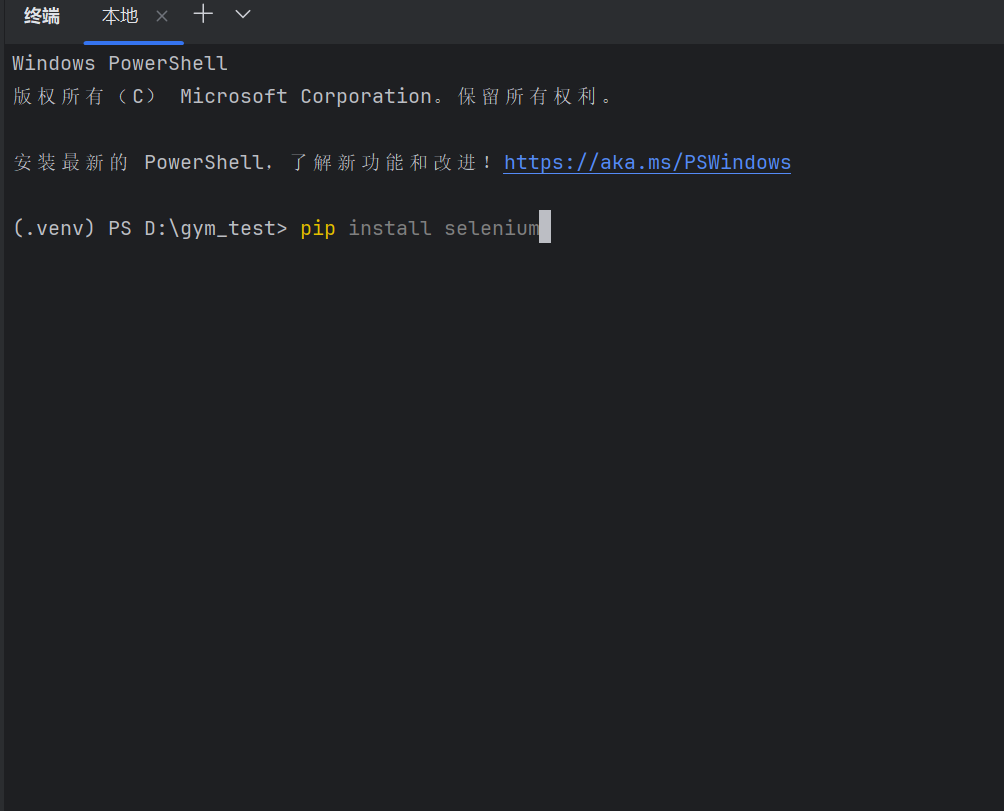 终端 本地
Windows PowerShell
版权所有（C） Microsoft Corporation。保留所有权利。
安装最新的 PowerShell，了解新功能和改进！https://aka.ms/PSWindows
(.venv) PS D:\gym_test> pip install selenium